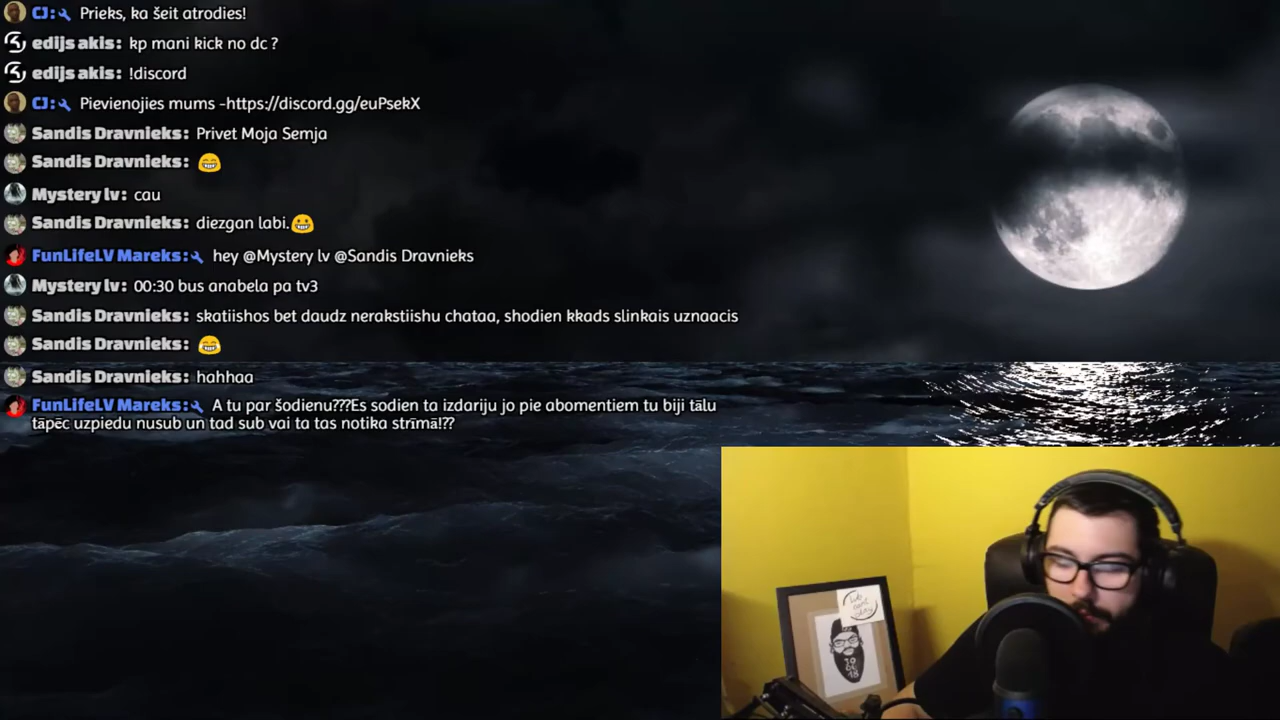 CJ: Prieks, ka šeit atrodies!
edijs akis: kp mani kick no dc ?
edijs akis: !discord
CJ: Pievienojies mums -https://discord.gg/euPsekX
Sandis Dravnieks: Privet Moja Semja
Sandis Dravnieks: 😁
Mystery lv: cau
Sandis Dravnieks: diezgan labi.😀
FunLifeLV Mareks: hey @Mystery lv @Sandis Dravnieks
Mystery lv: 00:30 bus anabela pa tv3
Sandis Dravnieks: skatiishos bet daudz nerakstiishu chataa, shodien kkads slinkais uznaacis
Sandis Dravnieks: 😁
Sandis Dravnieks: hahhaa
FunLifeLV Mareks: A tu par šodienu???Es sodien ta izdariju jo pie abomentiem tu biji tālu
tāpēc uzpiedu nusub un tad sub vai ta tas notika strīmā!??
10
01
18